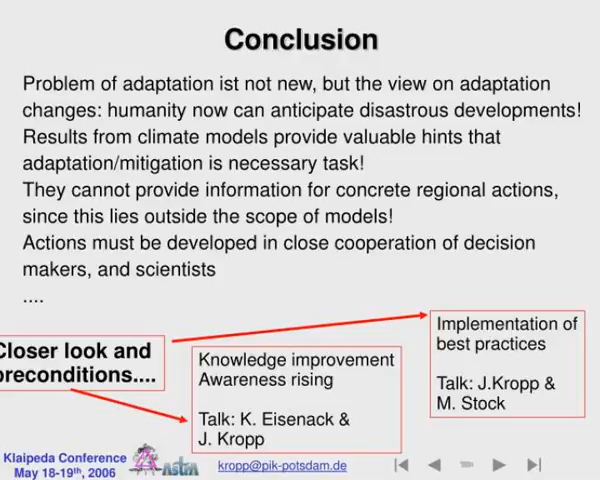 Conclusion
Problem of adaptation ist not new, but the view on adaptation
changes: humanity now can anticipate disastrous developments!
Results from climate models provide valuable hints that
adaptation/mitigation is necessary task!
They cannot provide information for concrete regional actions,
since this lies outside the scope of models!
Actions must be developed in close cooperation of decision
makers, and scientists
....
Closer look and
preconditions....
Knowledge improvement
Awareness rising
Talk: K. Eisenack &
J. Kropp
Implementation of
best practices
Talk: J.Kropp &
M. Stock
Klaipeda Conference
May 18-19th, 2006
ASTRA
kropp@pik-potsdam.de